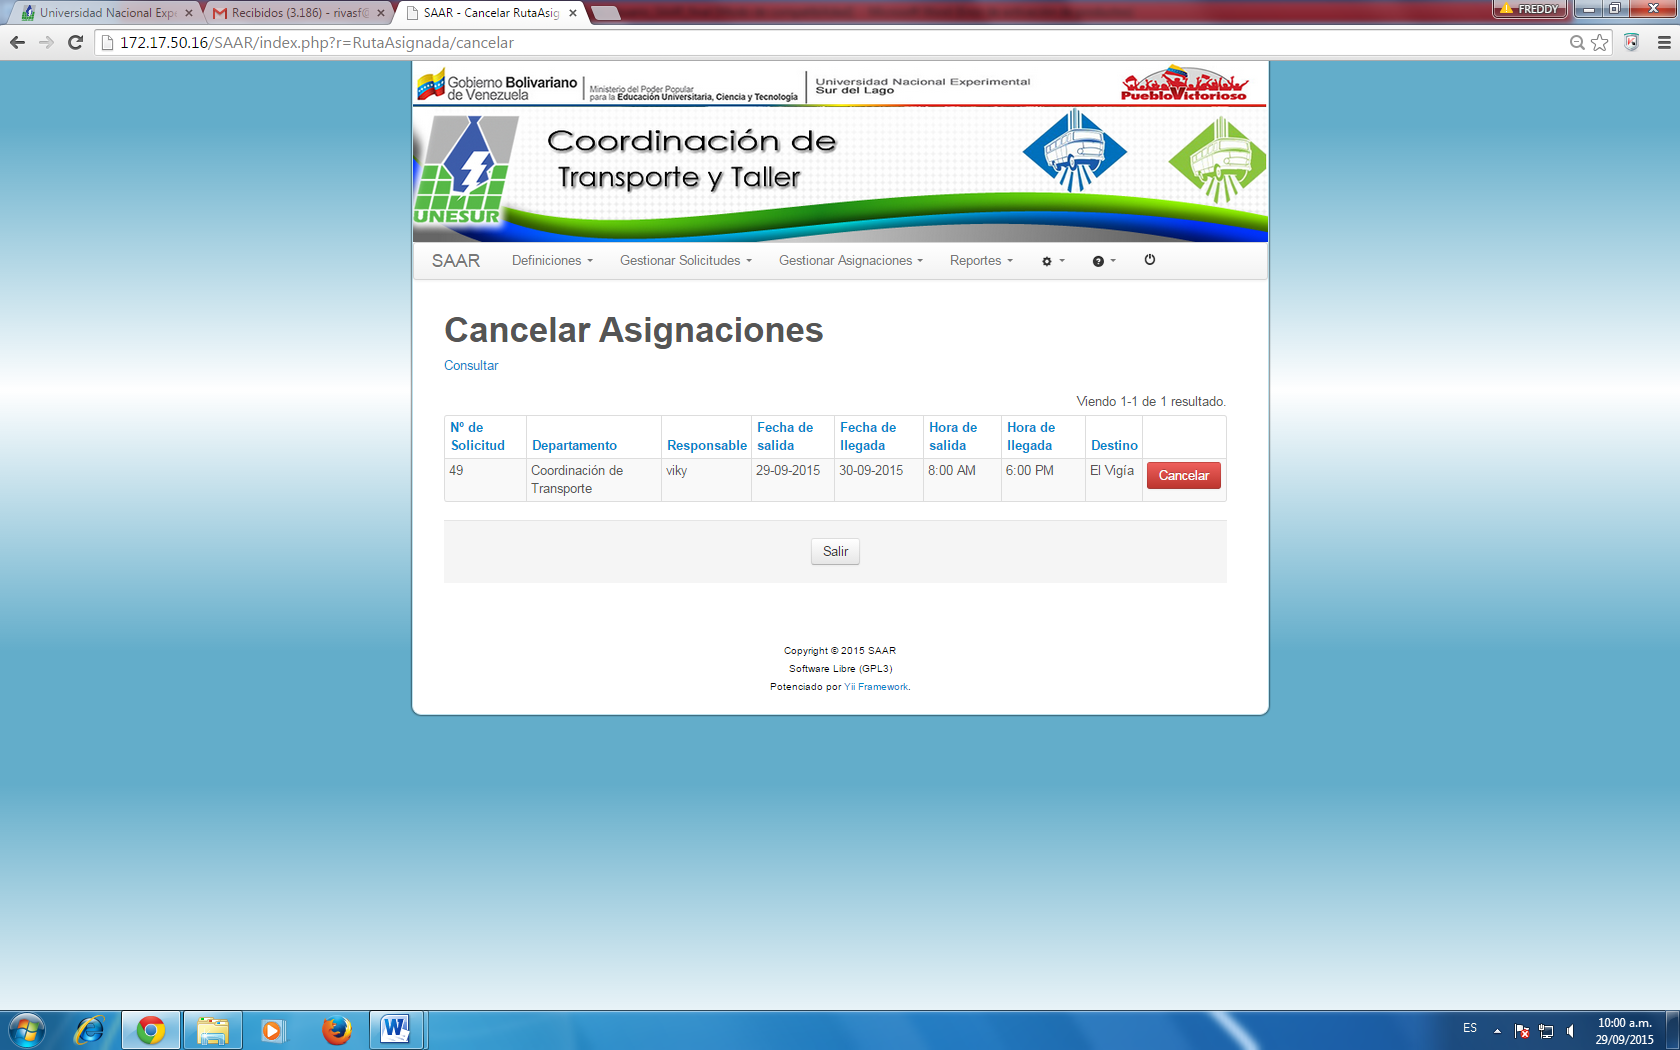 Universidad Nacional Expe
Recibidos (3.186) - rivasf@
SAAR - Cancelar RutaAsig
FREDDY
172.17.50.16/SAAR/index.php?r=RutaAsignada/cancelar
Gobierno Bolivariano
de Venezuela
Ministerio del Poder Popular
para la Educación Universitaria, Ciencia y Tecnología
Universidad Nacional Experimental
Sur del Lago
PuebloVictorioso
Coordinación de
Transporte y Taller
UNESUR
SAAR Definiciones Gestionar Solicitudes Gestionar Asignaciones Reportes
Cancelar Asignaciones
Consultar
Viendo 1-1 de 1 resultado.
Nº de Solicitud Departamento Responsable Fecha de salida Fecha de llegada Hora de salida Hora de llegada Destino
49 Coordinación de Transporte viky 29-09-2015 30-09-2015 8:00 AM 6:00 PM El Vigía Cancelar
Salir
Copyright © 2015 SAAR
Software Libre (GPL3)
Potenciado por Yii Framework.
ES
10:00 a.m.
29/09/2015